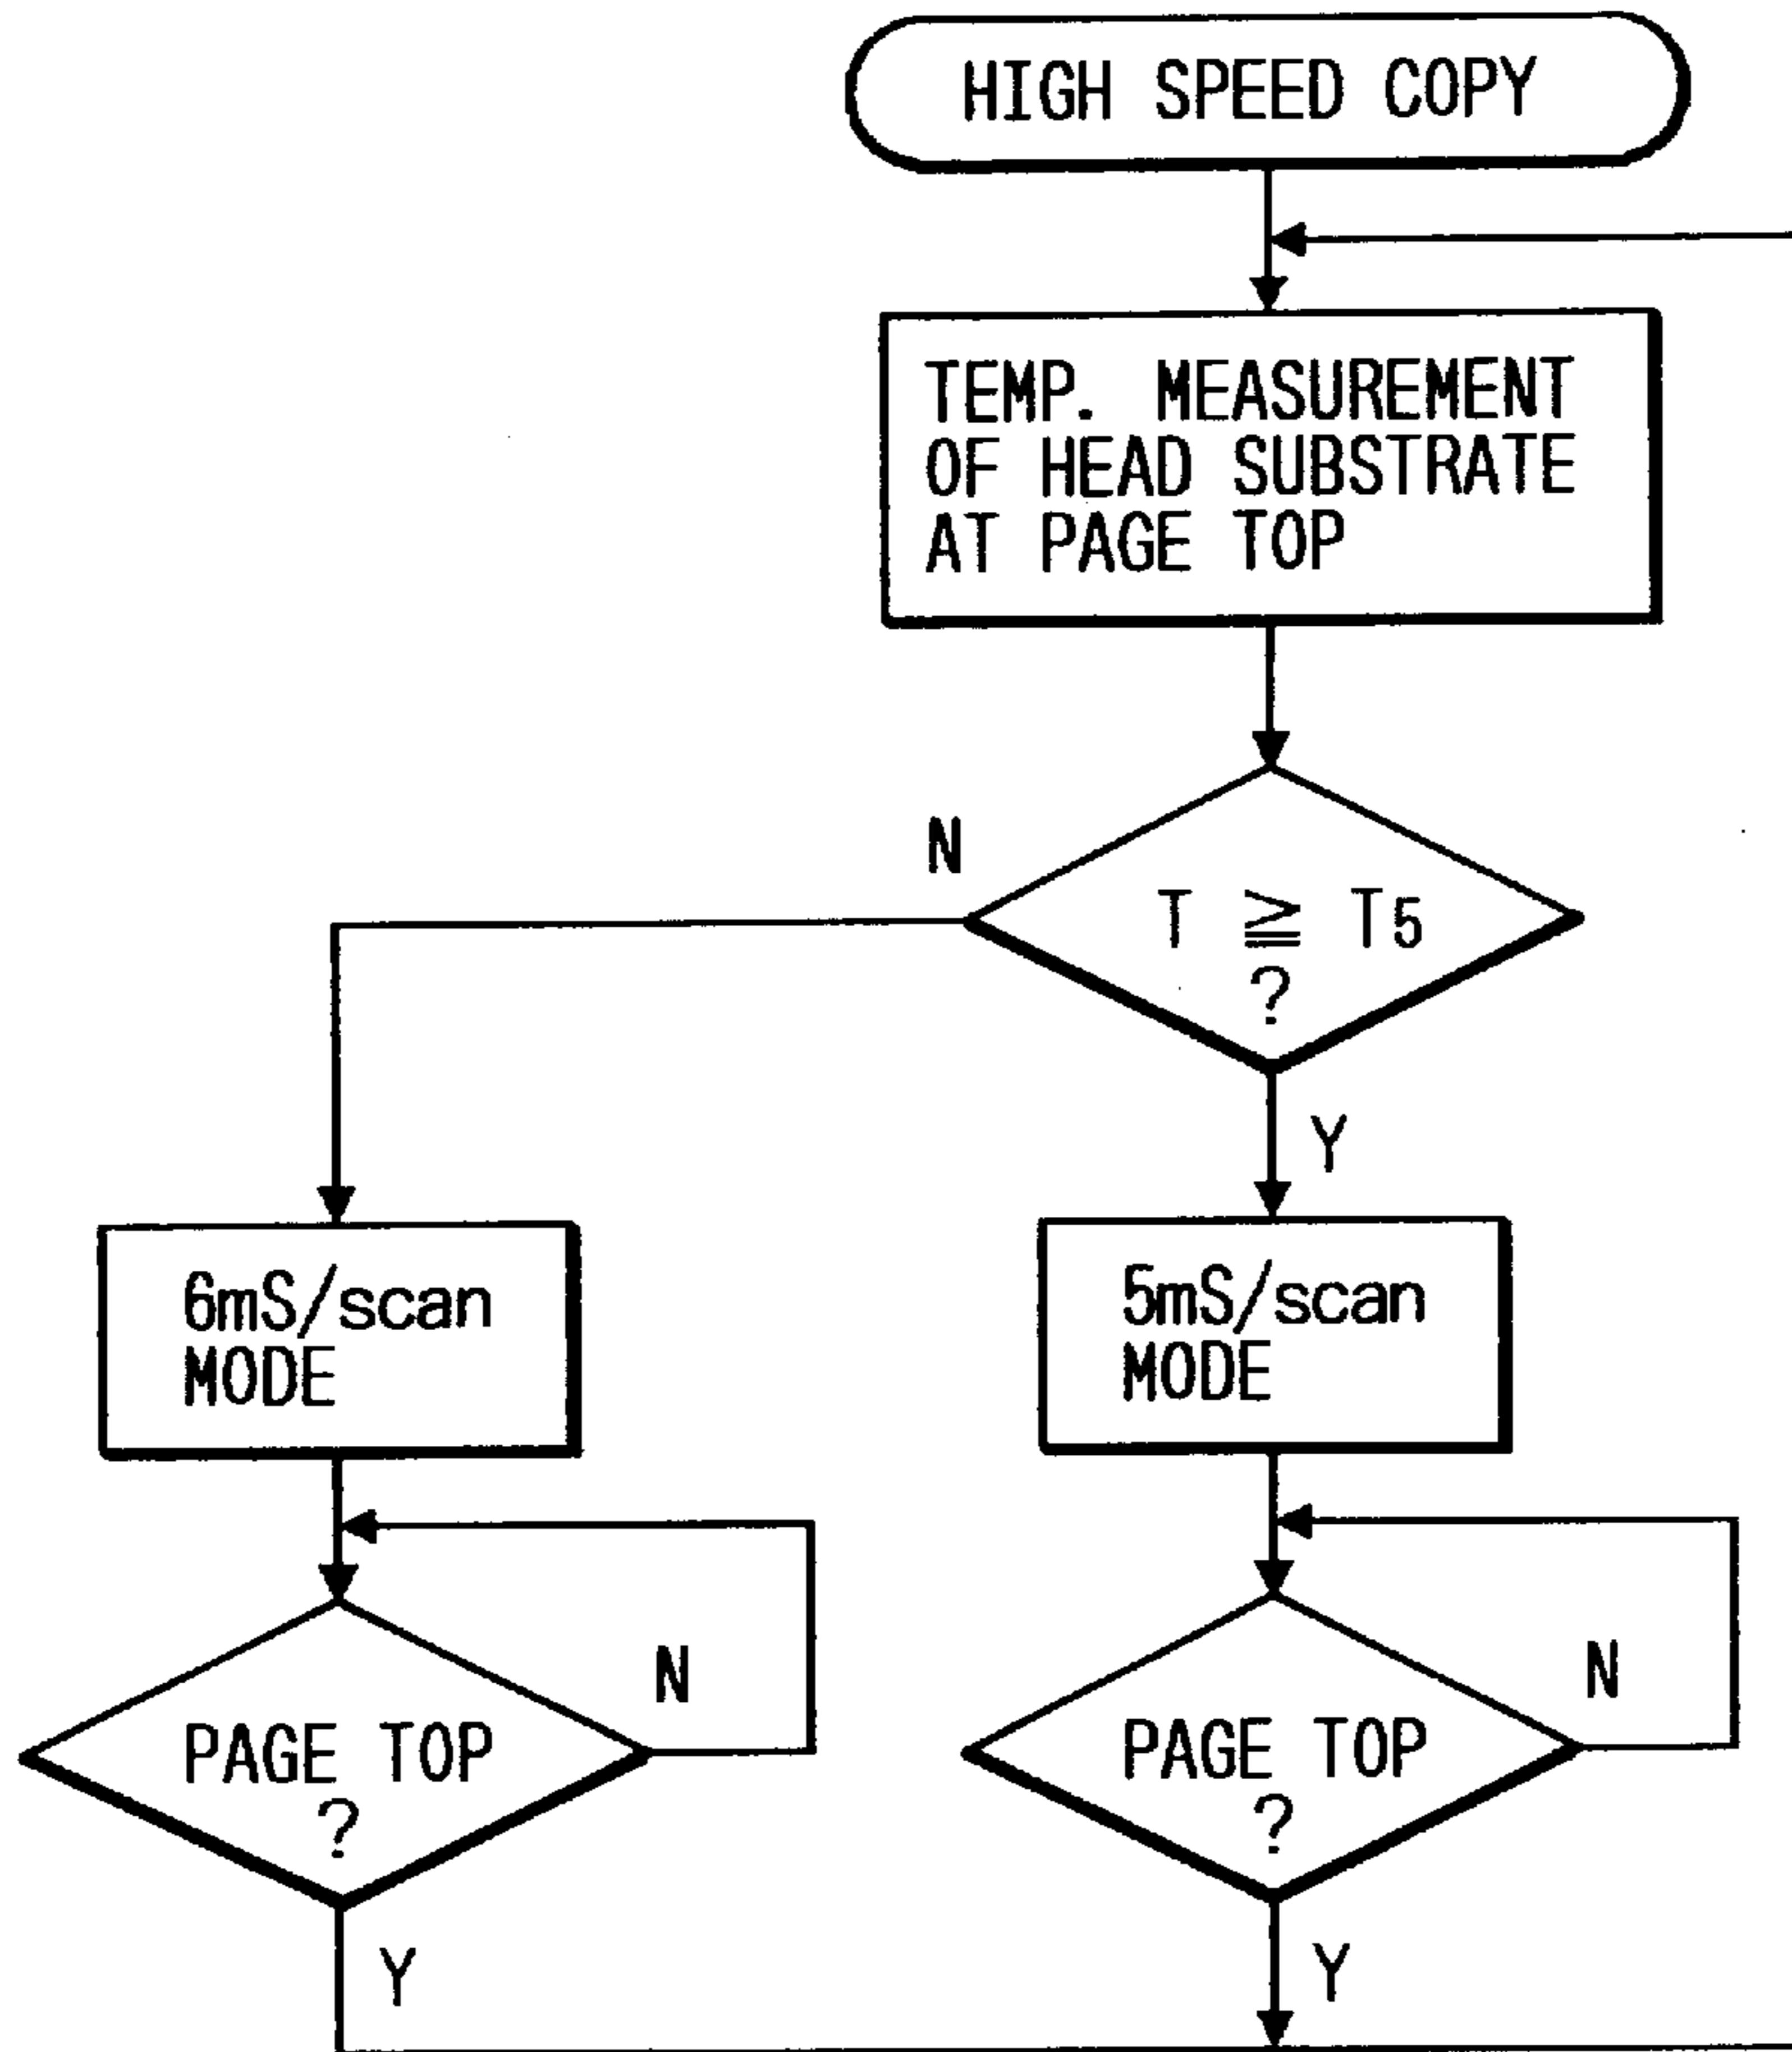 HIGH SPEED COPY
TEMP. MEASUREMENT
OF HEAD SUBSTRATE
AT PAGE TOP
N
T ≧ T5
?
Y
6mS/scan
MODE
5mS/scan
MODE
N
N
PAGE TOP
?
PAGE TOP
?
Y
Y